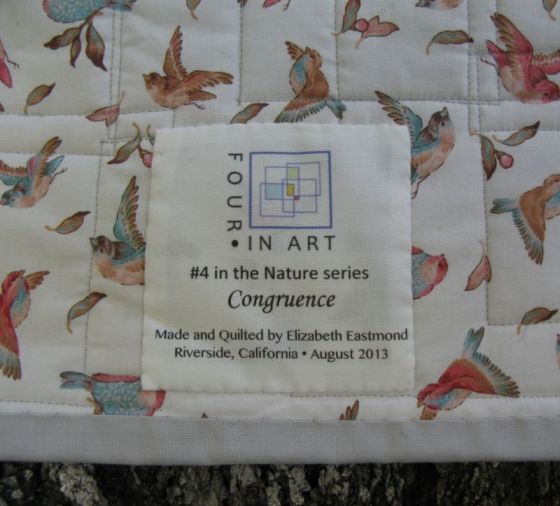 FOUR
• IN ART
#4 in the Nature series
Congruence
Made and Quilted by Elizabeth Eastmond
Riverside, California • August 2013